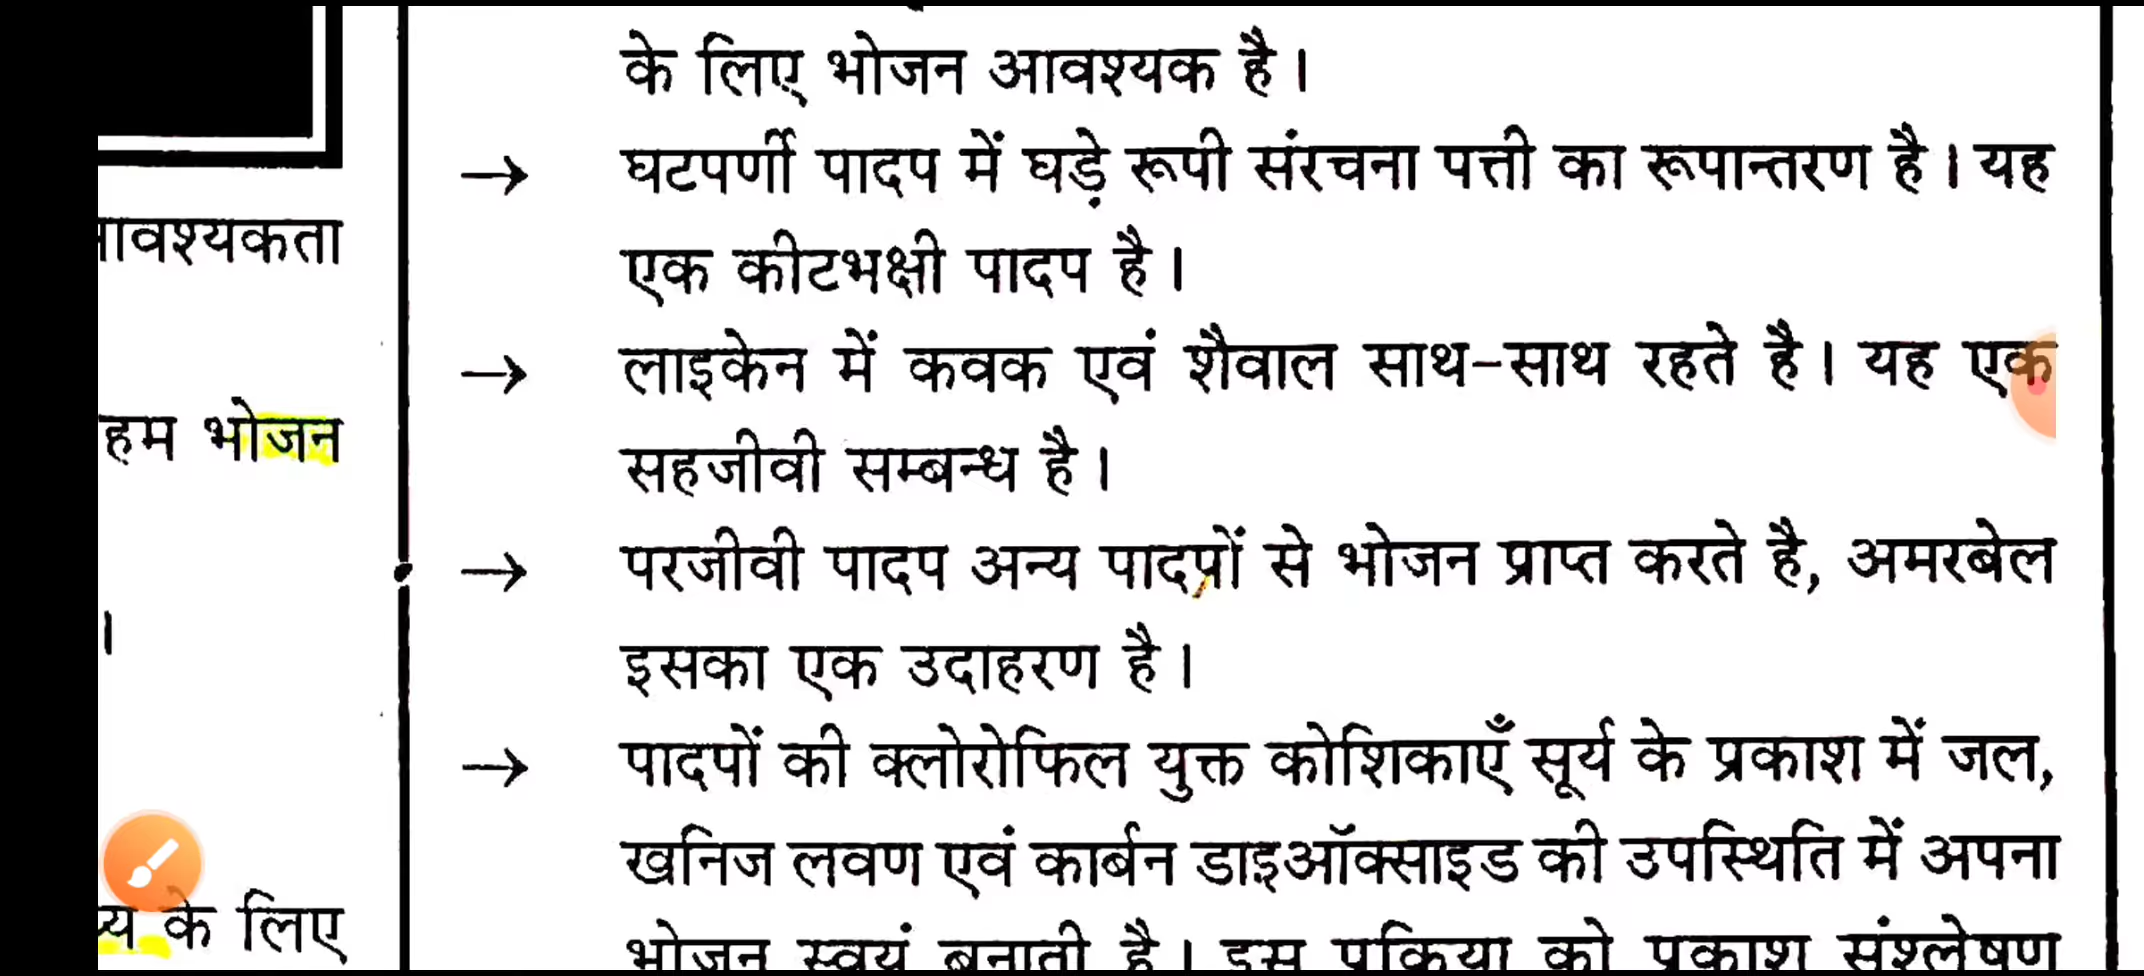 के लिए भोजन आवश्यक है।
→ घटपर्णी पादप में घड़े रूपी संरचना पत्ती का रूपान्तरण है। यह
एक कीटभक्षी पादप है।
→ लाइकेन में कवक एवं शैवाल साथ-साथ रहते है। यह एक
सहजीवी सम्बन्ध है।
→ परजीवी पादप अन्य पादपों से भोजन प्राप्त करते है, अमरबेल
इसका एक उदाहरण है।
→ पादपों की क्लोरोफिल युक्त कोशिकाएँ सूर्य के प्रकाश में जल,
खनिज लवण एवं कार्बन डाइऑक्साइड की उपस्थिति में अपना
भोजन स्वयं बनाती है। इस प्रक्रिया को प्रकाश संश्लेषण
ावश्यकता
हम भोजन
।
के लिए